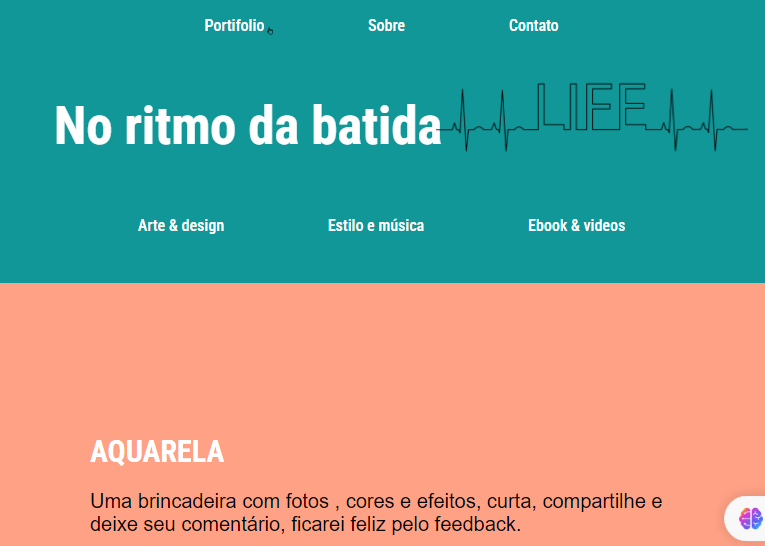 Portifolio Sobre Contato
LIFE
No ritmo da batida
Arte & design Estilo e música Ebook & videos
AQUARELA
Uma brincadeira com fotos , cores e efeitos, curta, compartilhe e
deixe seu comentário, ficarei feliz pelo feedback.